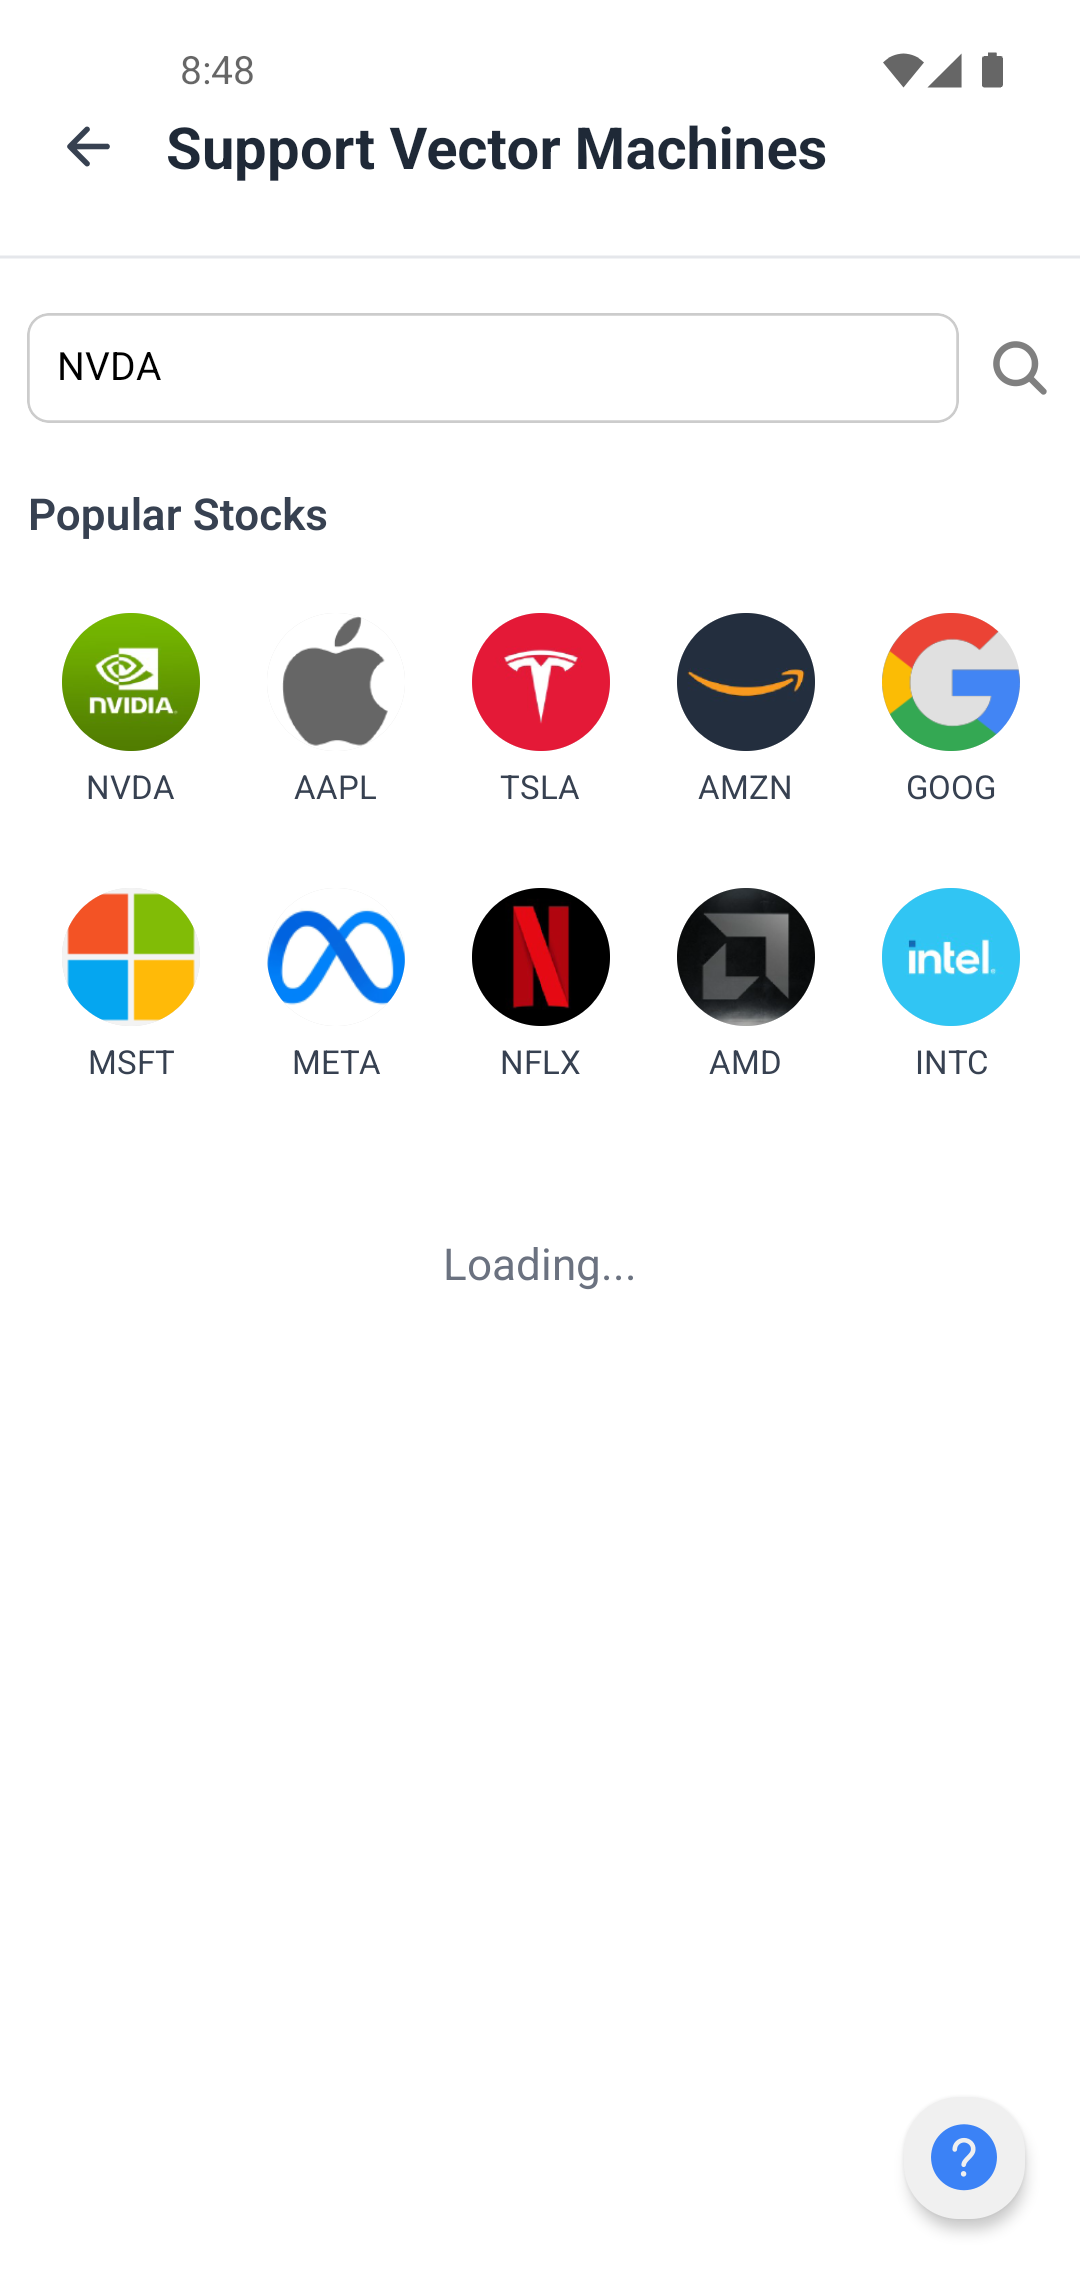 8:48
Support Vector Machines
NVDA
Popular Stocks
NVIDIA.
NVDA AAPL TSLA AMZN GOOG
intel.
MSFT META NFLX AMD INTC
Loading...
?